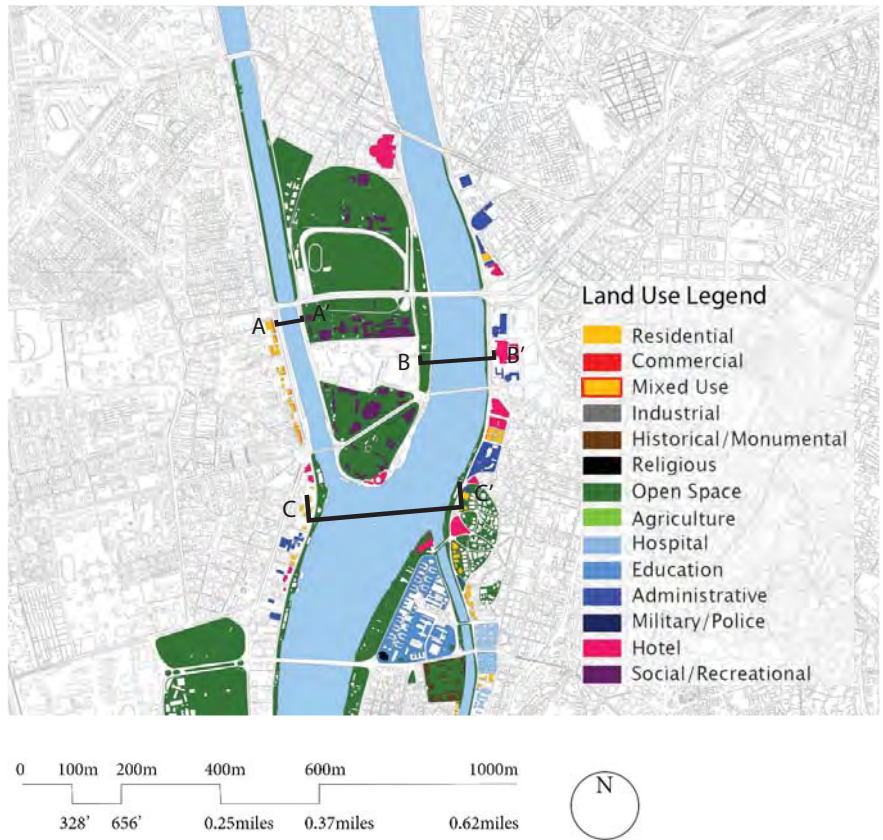 A
A'
B
B'
C
C'
Land Use Legend
Residential
Commercial
Mixed Use
Industrial
Historical/Monumental
Religious
Open Space
Agriculture
Hospital
Education
Administrative
Military/Police
Hotel
Social/Recreational
0 100m 200m 400m 600m 1000m
328' 656' 0.25miles 0.37miles 0.62miles
N